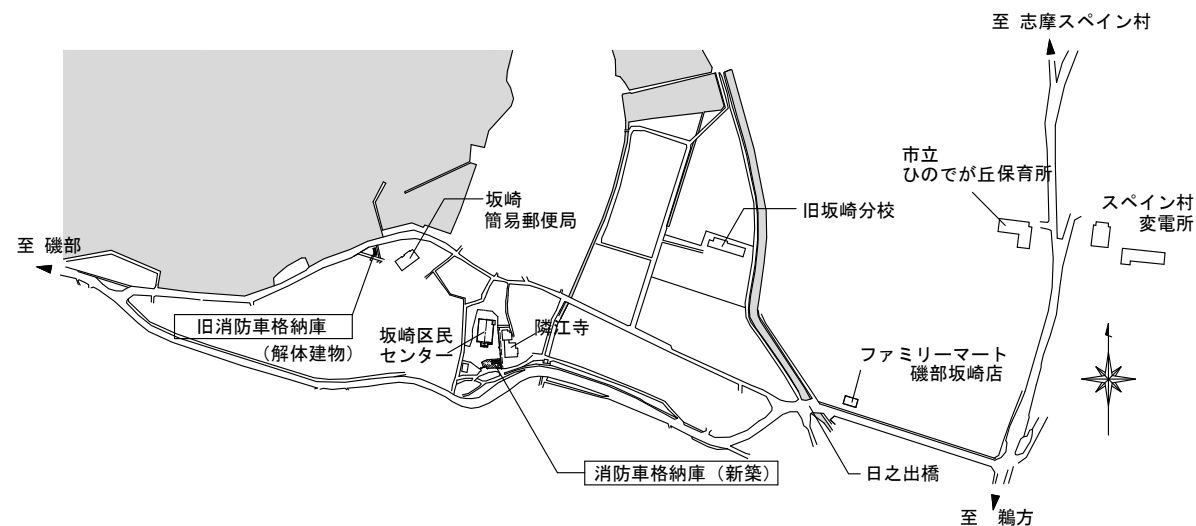 至 志摩スペイン村
市立
ひのでが丘保育所
スペイン村
変電所
坂崎
簡易郵便局
旧坂崎分校
至 磯部
旧消防車格納庫
(解体建物)
坂崎区民
センター
隣江寺
ファミリーマート
磯部坂崎店
消防車格納庫（新築）
日之出橋
至 鵜方